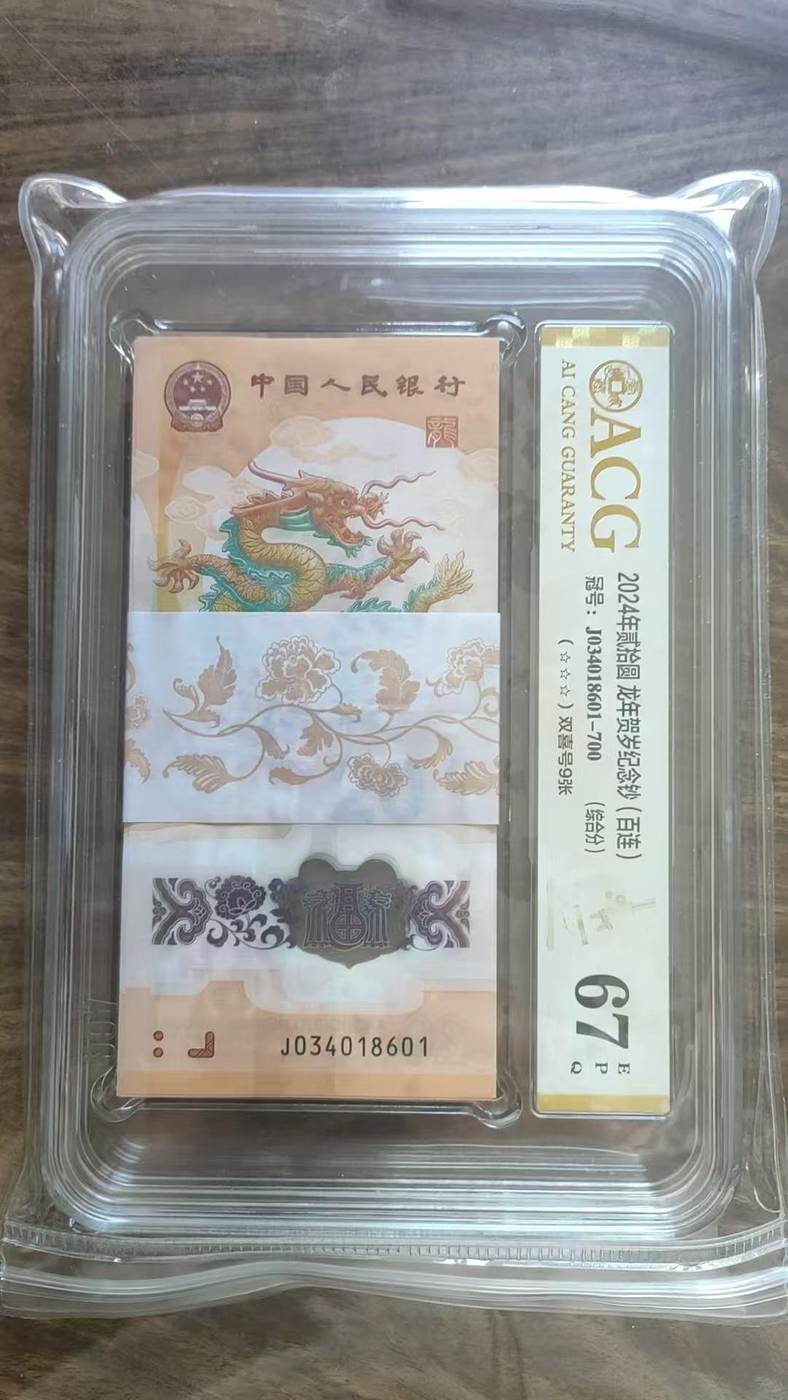 中国人民银行
龍
福
J034018601
ACG
AI CANG GUARANTY
2024年贰拾圆 龙年贺岁纪念钞（百连）
冠号：J034018601-700 （综合分）
（☆☆☆）双喜号9张
67
E
P
Q